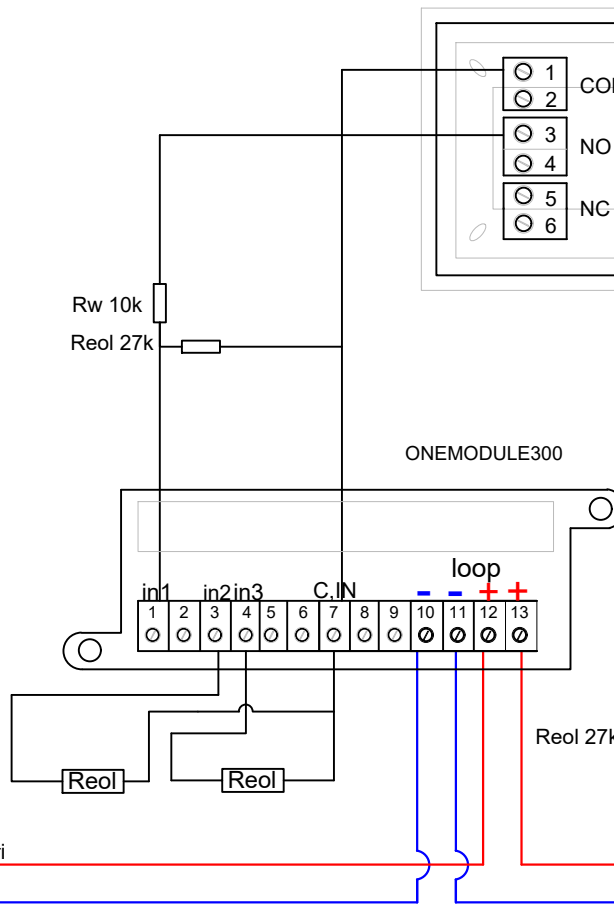 1
2
COM
3
4
NO
5
6
NC
Rw 10k
Reol 27k
ONEMODULE300
loop
in1 in2 in3 C,IN - - + +
1 2 3 4 5 6 7 8 9 10 11 12 13
Reol 27k
Reol Reol